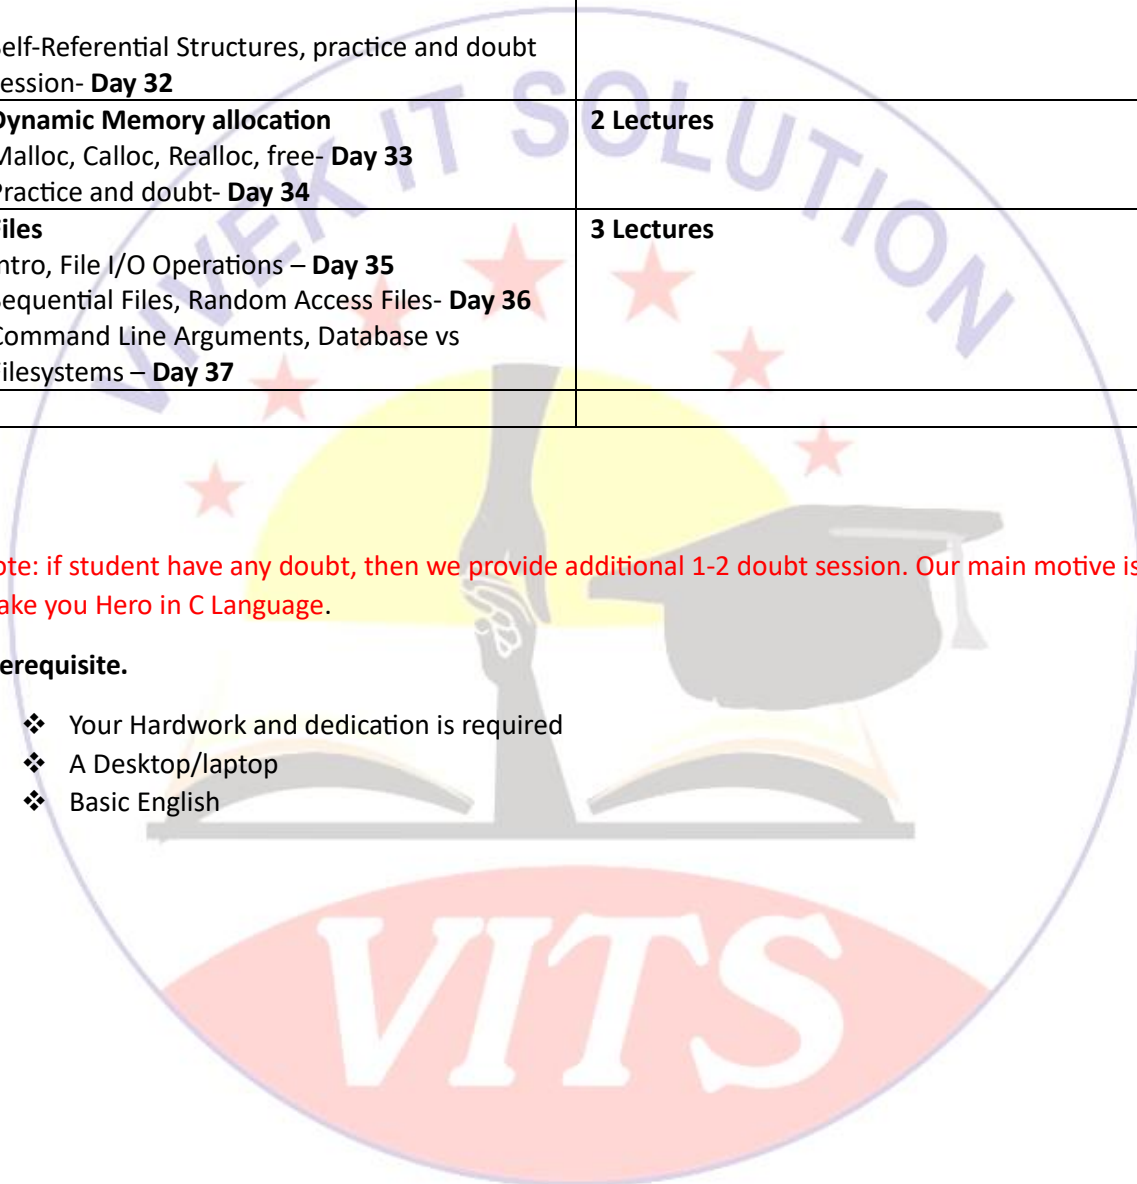 elf-Referential Structures, practice and doubt
ession- Day 32
Dynamic Memory allocation
2 Lectures
Malloc, Calloc, Realloc, free- Day 33
Practice and doubt- Day 34
iles
3 Lectures
ntro, File I/O Operations – Day 35
equential Files, Random Access Files- Day 36
Command Line Arguments, Database vs
ilesystems – Day 37
ote: if student have any doubt, then we provide additional 1-2 doubt session. Our main motive is
ake you Hero in C Language.
erequisite.
❖ Your Hardwork and dedication is required
❖ A Desktop/laptop
❖ Basic English
VIVEK IT SOLUTION
VITS